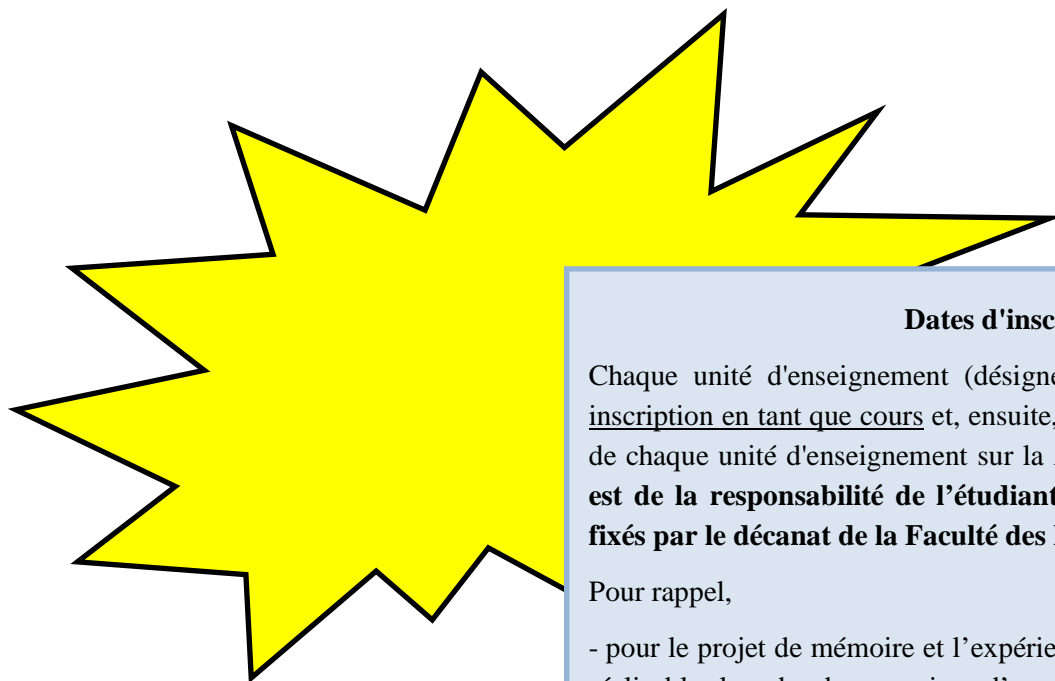 Dates d'insc
Chaque unité d'enseignement (désigne
inscription en tant que cours et, ensuite,
de chaque unité d'enseignement sur la
est de la responsabilité de l’étudiant
fixés par le décanat de la Faculté des
Pour rappel,
- pour le projet de mémoire et l’expérie